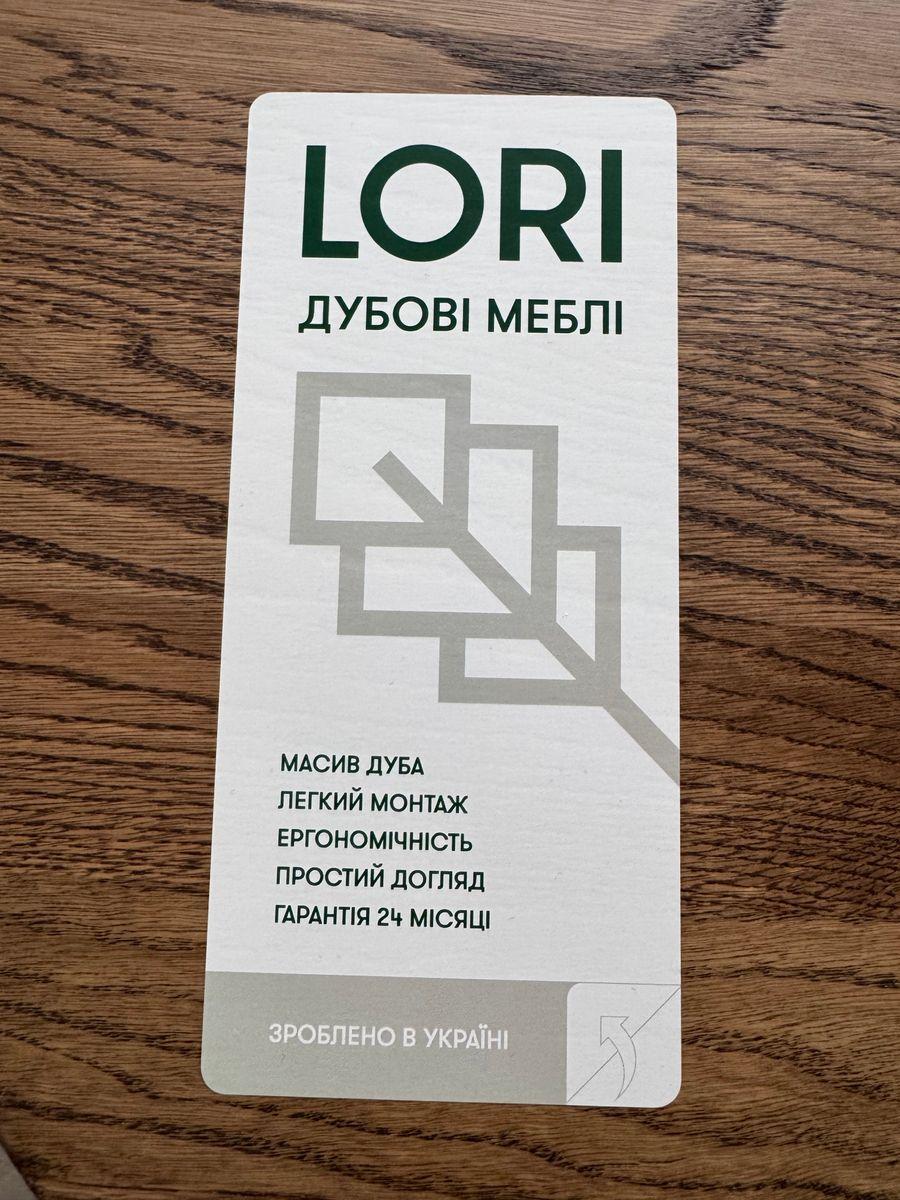 LORI
ДУБОВІ МЕБЛІ
МАСИВ ДУБА
ЛЕГКИЙ МОНТАЖ
ЕРГОНОМІЧНІСТЬ
ПРОСТИЙ ДОГЛЯД
ГАРАНТІЯ 24 МІСЯЦІ
ЗРОБЛЕНО В УКРАЇНІ